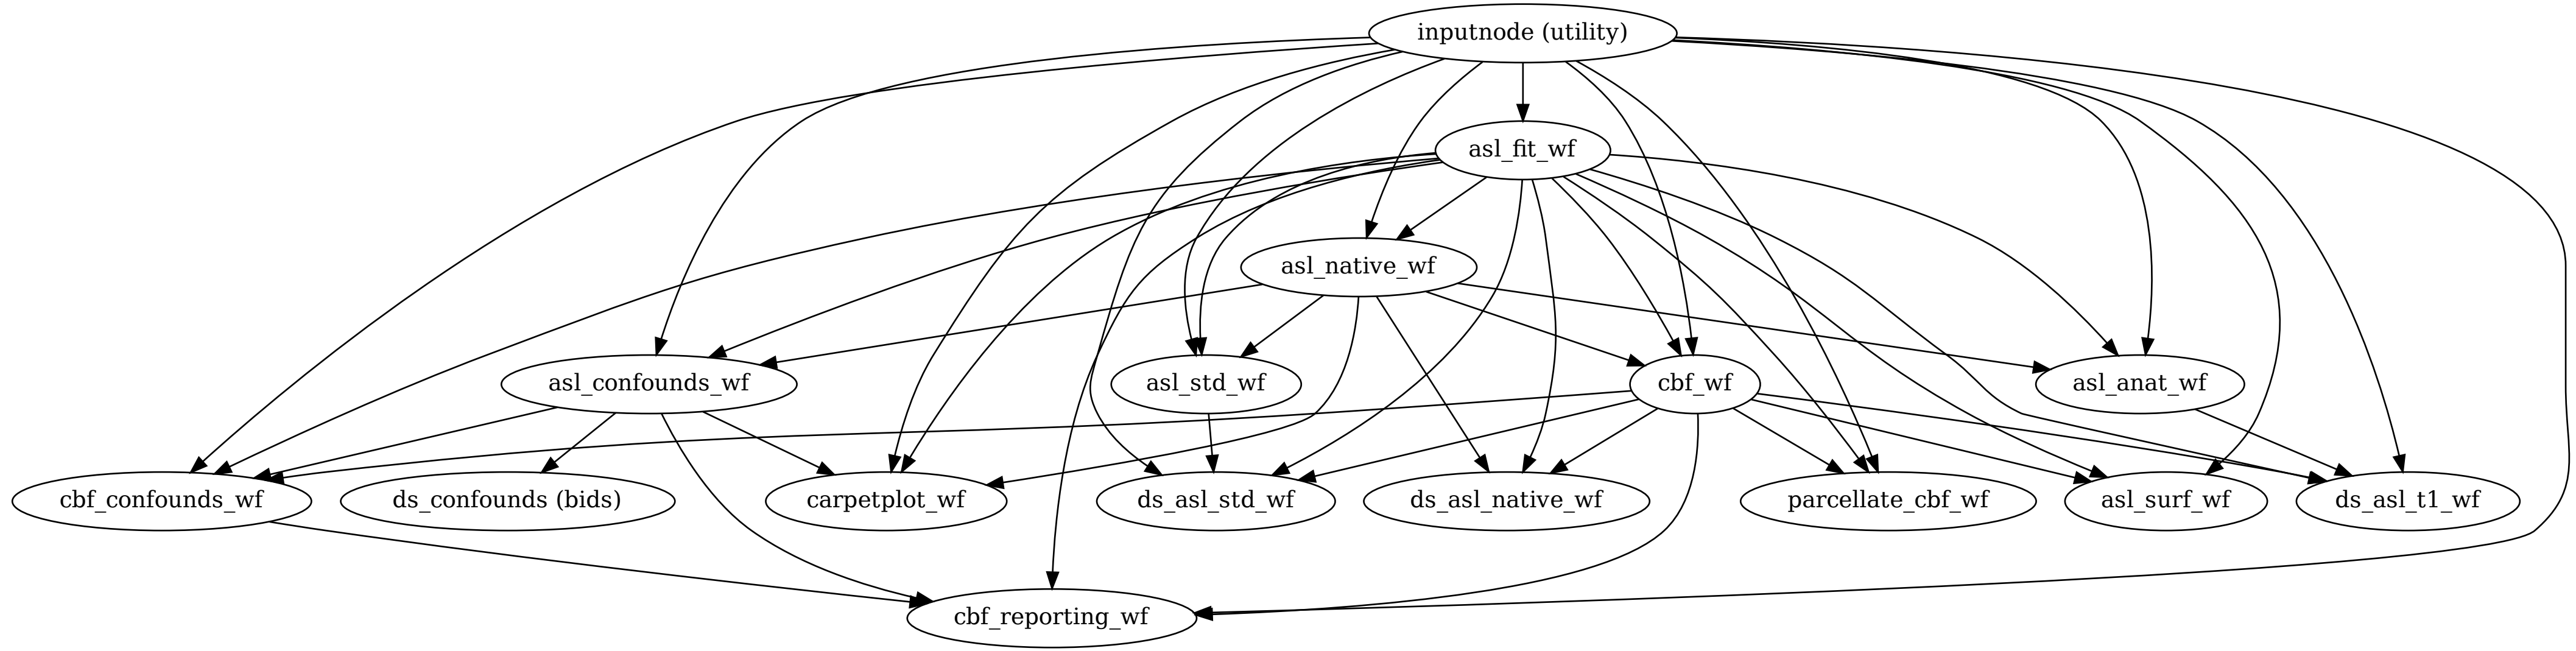 inputnode (utility)
asl_fit_wf
asl_native_wf
asl_confounds_wf
asl_std_wf
cbf_wf
asl_anat_wf
cbf_confounds_wf
ds_confounds (bids)
carpetplot_wf
ds_asl_std_wf
ds_asl_native_wf
parcellate_cbf_wf
asl_surf_wf
ds_asl_t1_wf
cbf_reporting_wf